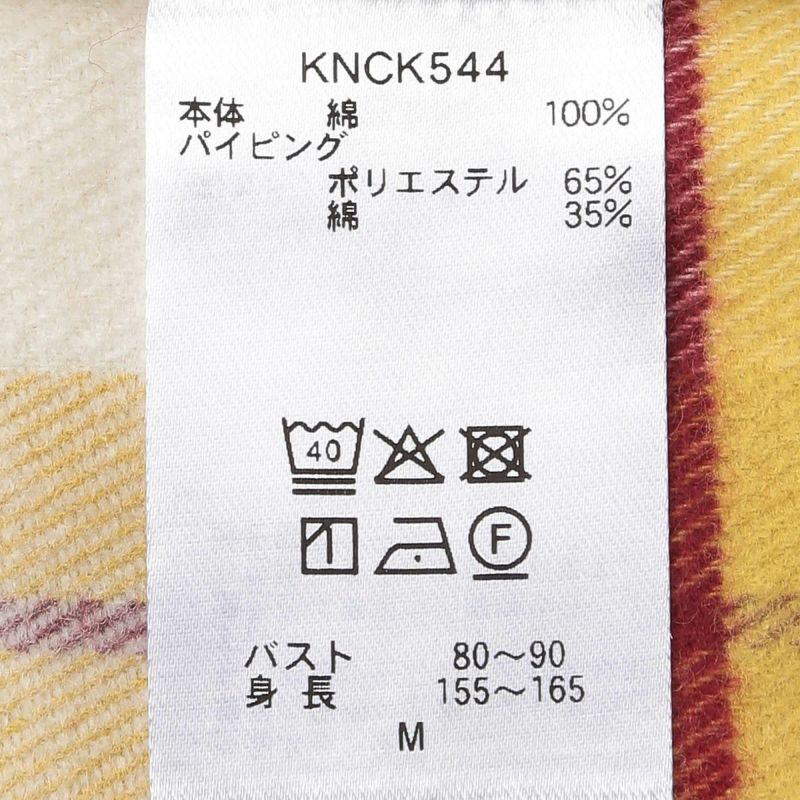 KNCK544
本体 綿 100%
パイピング
ポリエステル 65%
綿 35%
40
F
バスト 80～90
身長 155～165
M